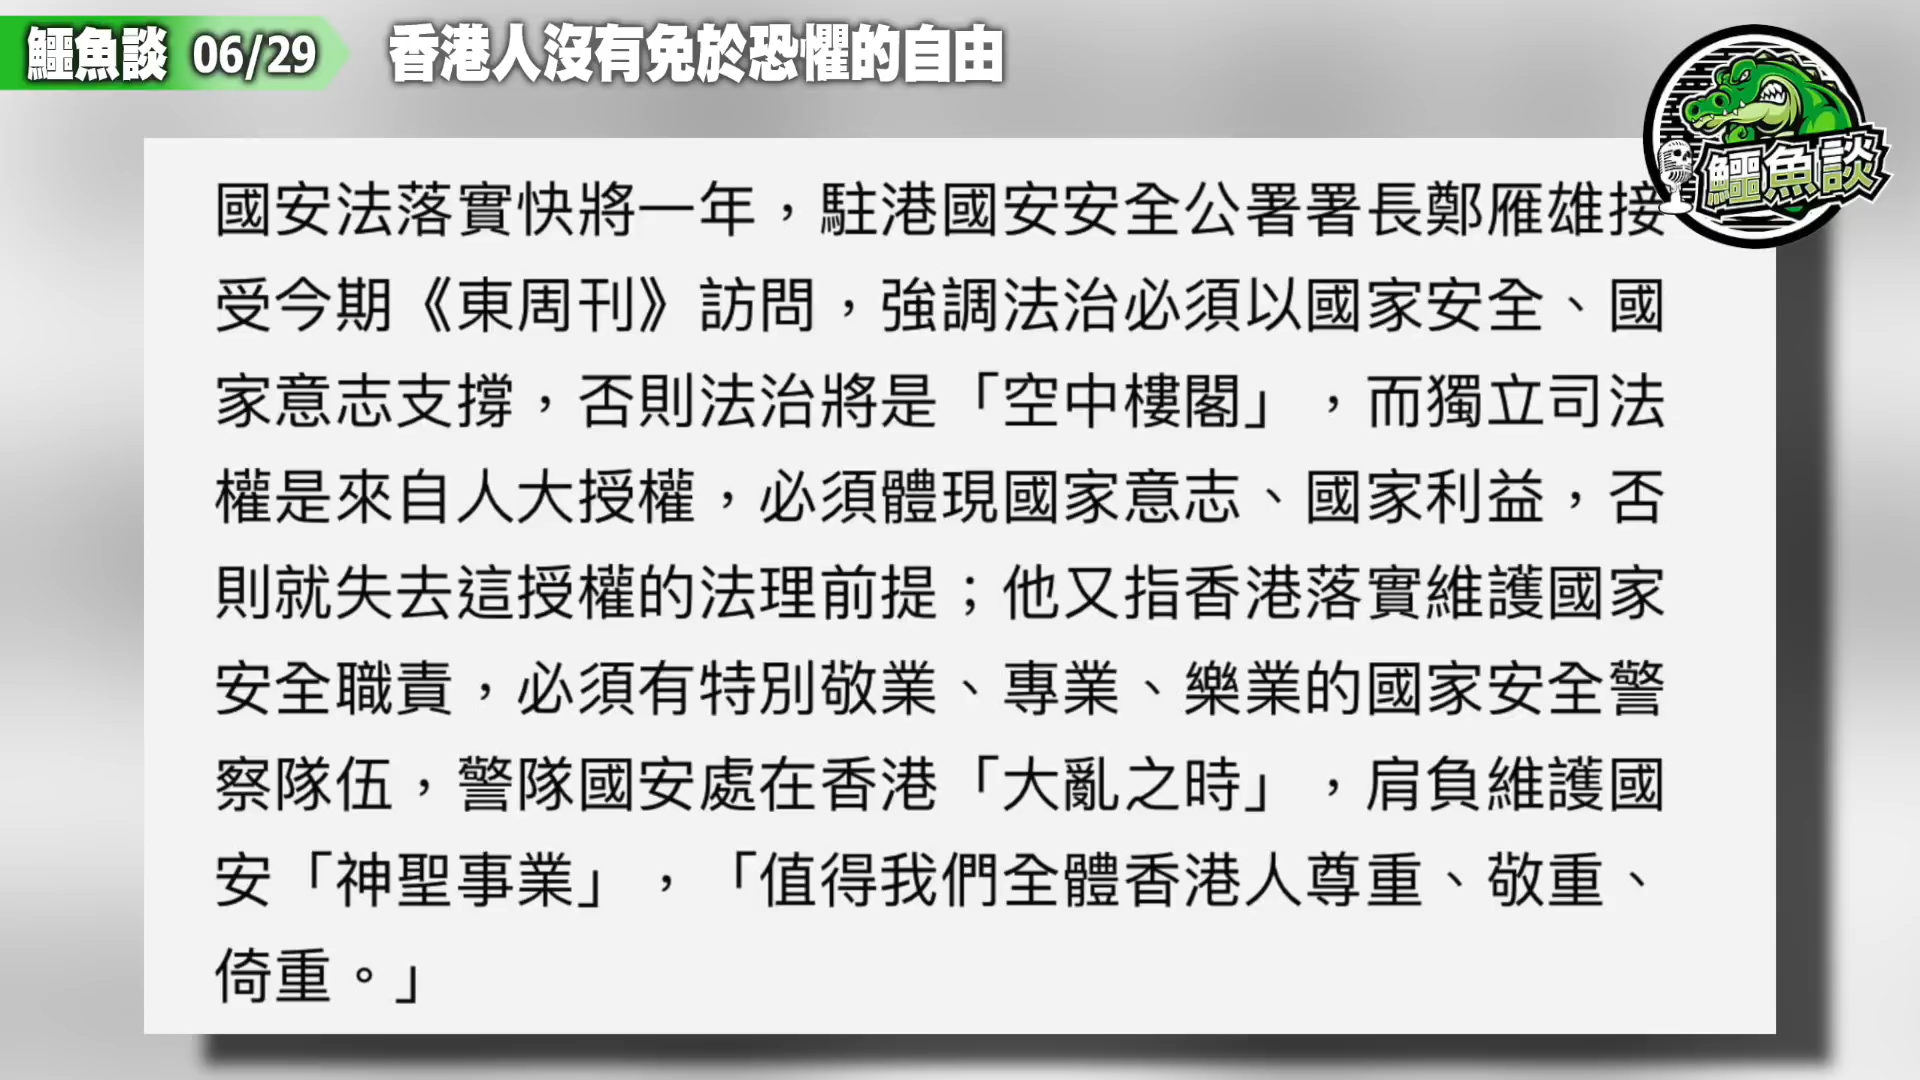 鱷魚談 06/29 香港人沒有免於恐懼的自由
鱷魚談
國安法落實快將一年，駐港國安安全公署署長鄭雁雄接
受今期《東周刊》訪問，強調法治必須以國家安全、國
家意志支撐，否則法治將是「空中樓閣」，而獨立司法
權是來自人大授權，必須體現國家意志、國家利益，否
則就失去這授權的法理前提；他又指香港落實維護國家
安全職責，必須有特別敬業、專業、樂業的國家安全警
察隊伍，警隊國安處在香港「大亂之時」，肩負維護國
安「神聖事業」，「值得我們全體香港人尊重、敬重、
倚重。」